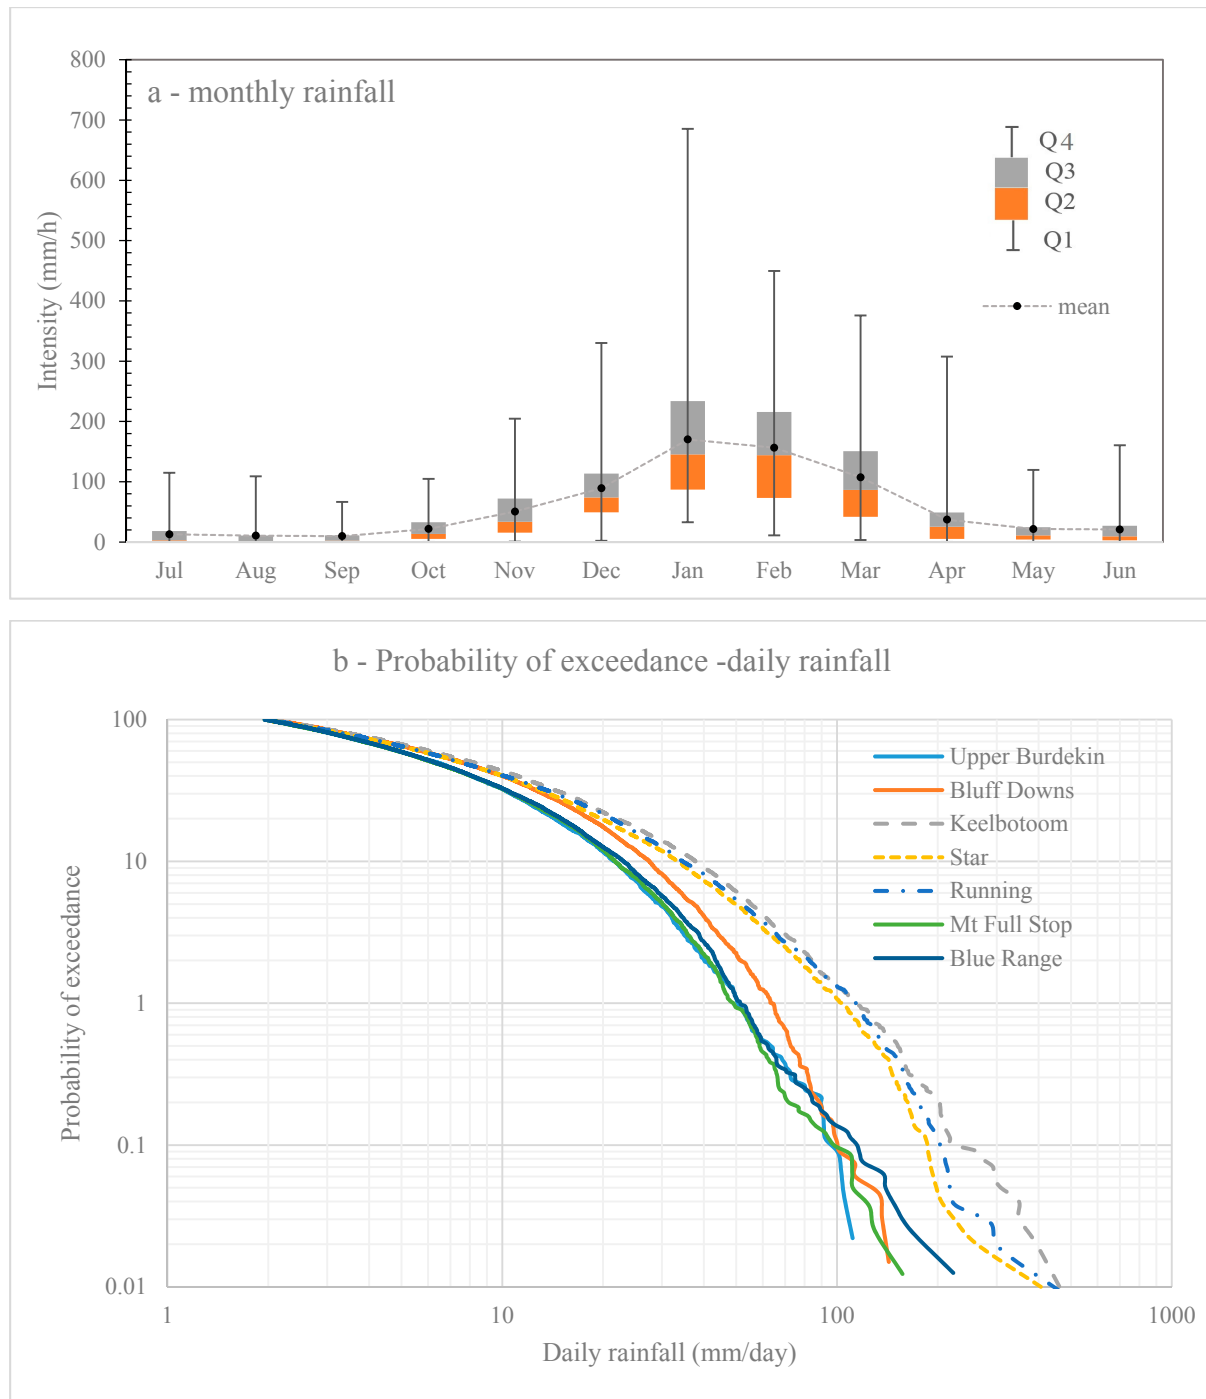 a - monthly rainfall
Intensity (mm/h)
800
700
600
500
400
300
200
100
0
Jul Aug Sep Oct Nov Dec Jan Feb Mar Apr May Jun
Q4
Q3
Q2
Q1
mean
b - Probability of exceedance -daily rainfall
Probability of exceedance
100
10
1
0.1
0.01
1 10 100 1000
Daily rainfall (mm/day)
Upper Burdekin
Bluff Downs
Keelbotoom
Star
Running
Mt Full Stop
Blue Range